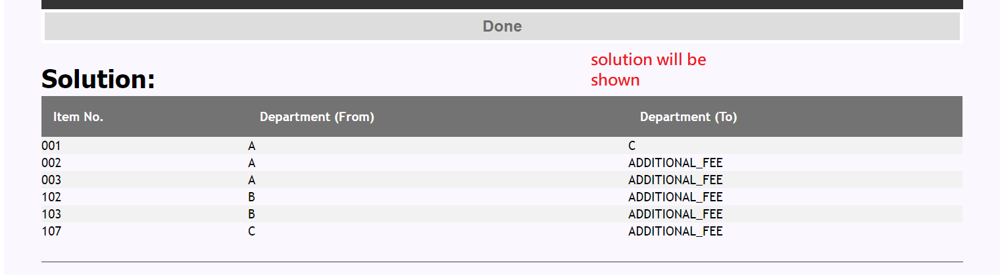 Done
solution will be
shown
Solution:
Item No. Department (From) Department (To)
001 A C
002 A ADDITIONAL_FEE
003 A ADDITIONAL_FEE
102 B ADDITIONAL_FEE
103 B ADDITIONAL_FEE
107 C ADDITIONAL_FEE